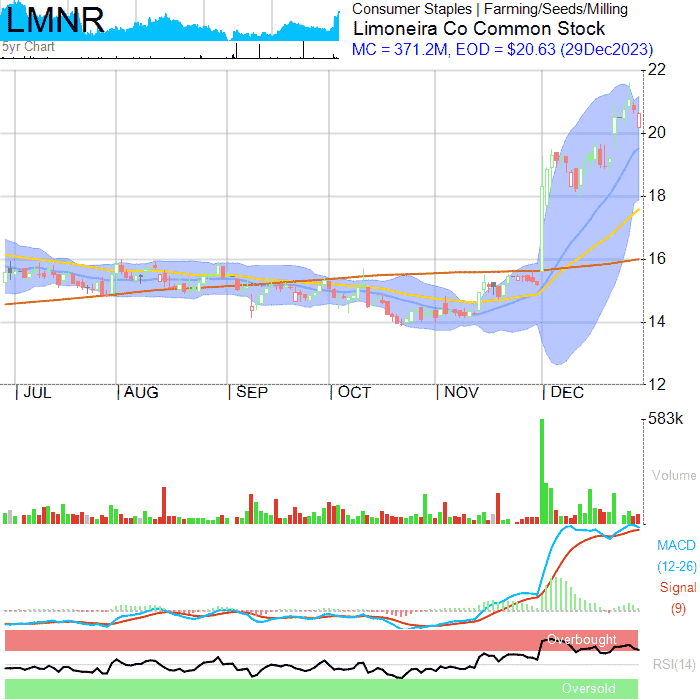 LMNR
5yr Chart
Consumer Staples | Farming/Seeds/Milling
Limoneira Co Common Stock
MC = 371.2M, EOD = $20.63 (29Dec2023)
22
20
18
16
14
12
JUL
AUG
SEP
OCT
NOV
DEC
583k
Volume
MACD
(12-26)
Signal
(9)
Overbought
RSI(14)
Oversold